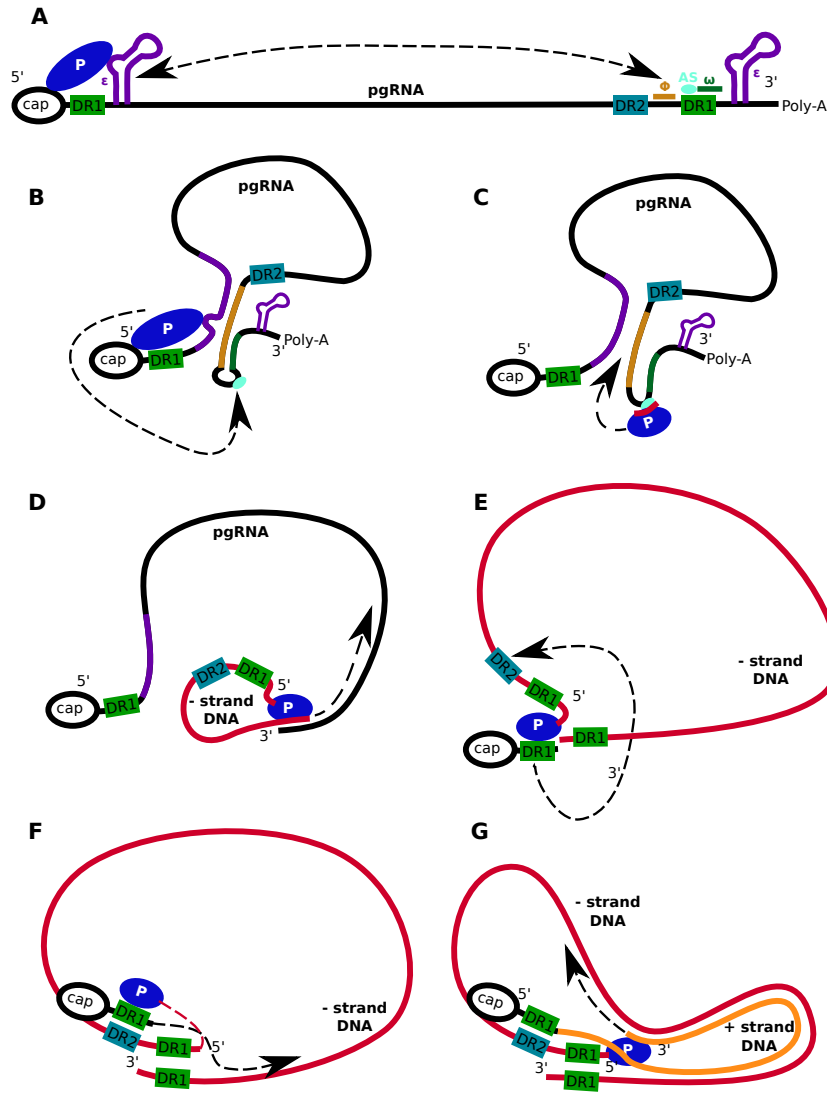 A
5'
P
ε
cap
DR1
pgRNA
DR2
Φ
AS
ω
DR1
ε
3'
Poly-A
B
pgRNA
DR2
5'
P
cap
DR1
3'
Poly-A
C
pgRNA
DR2
5'
cap
DR1
3'
Poly-A
P
D
pgRNA
DR2
DR1
5'
5'
- strand
DNA
P
cap
DR1
3'
E
- strand
DNA
DR2
DR1
5'
P
cap
DR1
DR1
3'
F
- strand
DNA
P
cap
DR1
DR2
DR1
5'
3'
DR1
G
- strand
DNA
cap
5'
DR1
+ strand
DNA
DR2
DR1
5'
P
3'
3'
DR1